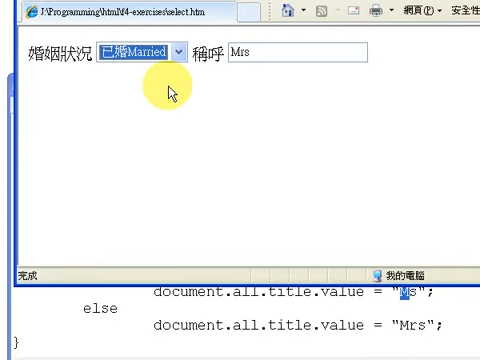 J:\Programming\html\f4-exercises\select.htm
網頁(P)
安全性
婚姻狀況 已婚Married 稱呼 Mrs
完成
我的電腦
document.all.title.value = "Ms";
else
document.all.title.value = "Mrs";
}